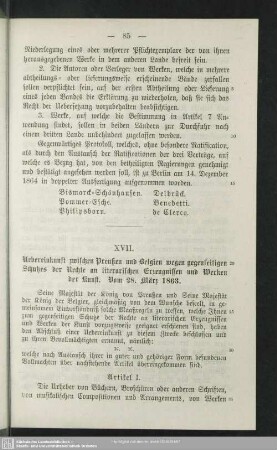 — 85 —
Niederlegung eines oder mehrerer Pflichtexemplare der von ihnen
herausgegebenen Werke in dem anderen Lande befreit sein.
2. Die Autoren oder Verleger von Werken, welche in mehrere
abtheilungs- oder lieferungsweise erscheinende Bände zerfallen
sollen verpflichtet sein, auf der ersten Abtheilung oder Lieferung
eines jeden Bandes die Erklärung zu wiederholen, daß sie sich das
Recht der Uebersetzung vorzubehalten beabsichtigen.
3. Werke, auf welche die Bestimmung in Artikel 7 An-
wendung findet, sollen in beiden Ländern zur Durchfuhr nach
einem dritten Lande unbehindert zugelassen werden.
Gegenwärtiges Protokoll, welches, ohne besondere Ratifikation,
als durch den Austausch der Ratifikationen der drei Verträge, auf
welche es Bezug hat, von den betheiligten Regierungen genehmigt
und bestätigt angesehen werden soll, ist zu Berlin am 14. Dezember
1864 in doppelter Ausfertigung aufgenommen worden.
Bismarck-Schönhausen. Delbrück.
Pommer-Esche. Benedetti.
Philipsborn. de Clercq.
XVII.
Uebereinkunft zwischen Preußen und Belgien wegen gegenseitigen
Schutzes der Rechte an literarischen Erzeugnissen und Werken
der Kunst. Vom 28. März 1863.
Seine Majestät der König von Preußen und Seine Majestät
der König der Belgier, gleichmäßig von dem Wunsche beseelt, in ge-
meinsamem Einverständniß solche Maaßregeln zu treffen, welche Ihnen
zum gegenseitigen Schutze der Rechte an literarischen Erzeugnissen
und Werken der Kunst vorzugsweise geeignet erschienen sind, haben
den Abschluß einer Uebereinkunft zu diesem Zwecke beschlossen und
zu Ihren Bevollmächtigten ernannt:
welche nach Austausch ihrer in guter und gehöriger Form befundenen
Vollmachten über nachstehende Artikel übereingekommen sind.
Artikel 1.
Die Urheber von Büchern, Broschüren oder anderen Schriften,
von musikalischen Compositionen und Arrangements, von Werken